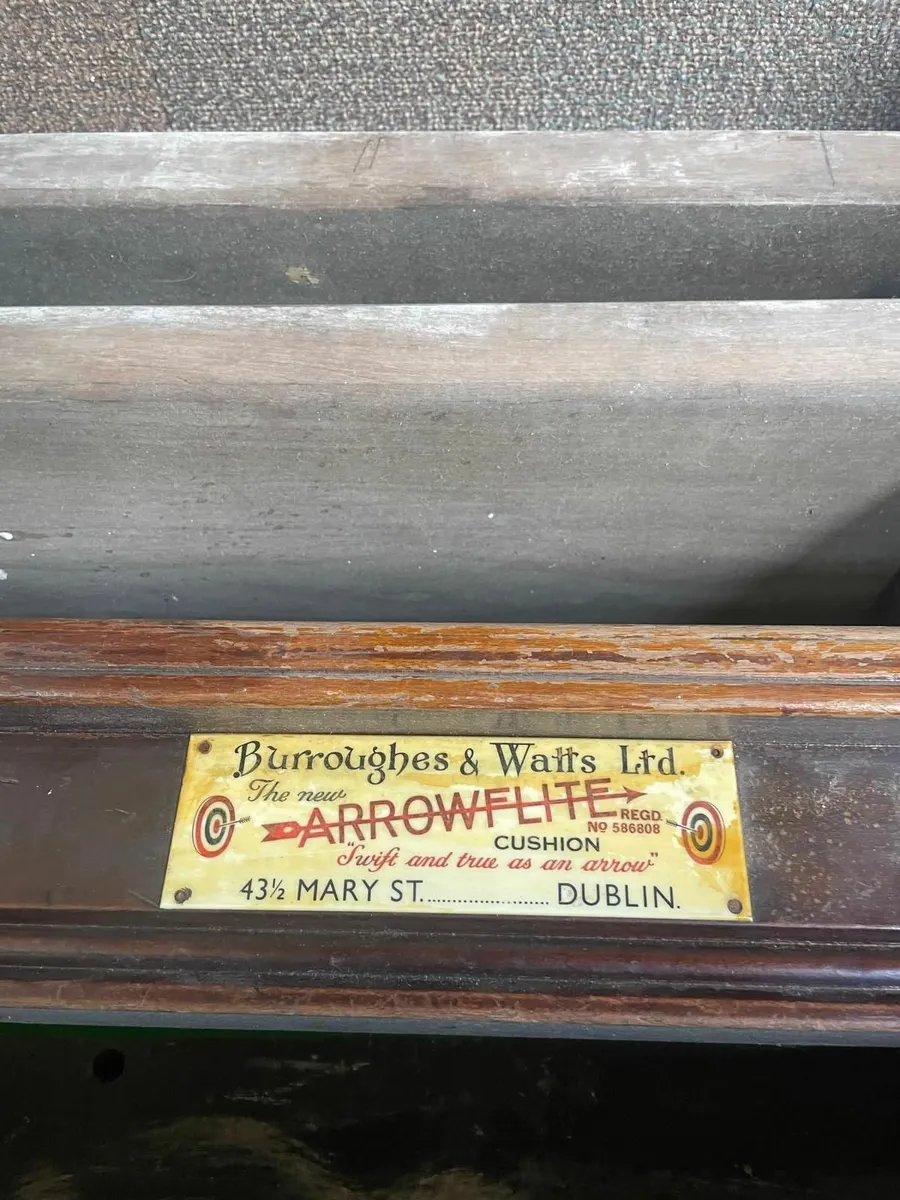 Burroughes & Watts Ltd.
The new
ARROWFLITE REGD.
No 586808
CUSHION
"Swift and true as an arrow"
43½ MARY ST....................... DUBLIN.